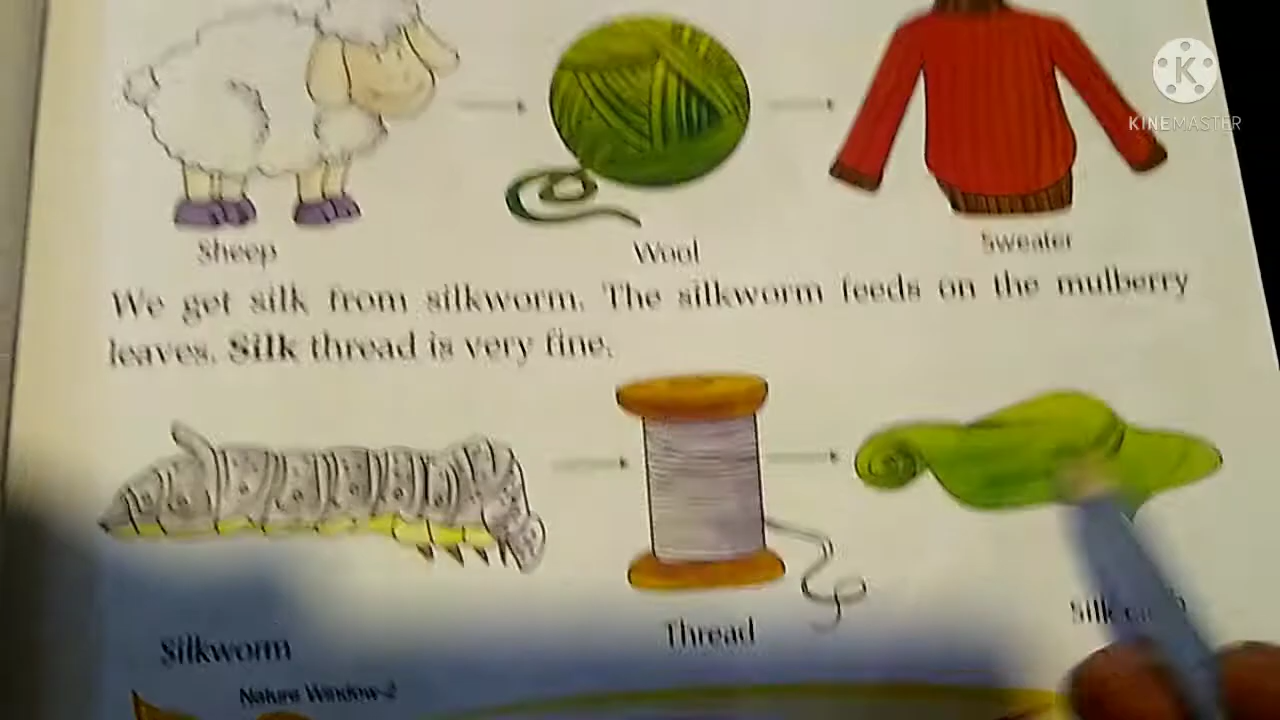 K
KINEMASTER
Sheep
Wool
Sweater
We get silk from silkworm. The silkworm feeds on the mulberry
leaves. Silk thread is very fine.
Silkworm
Thread
Silk
Nature Window-2